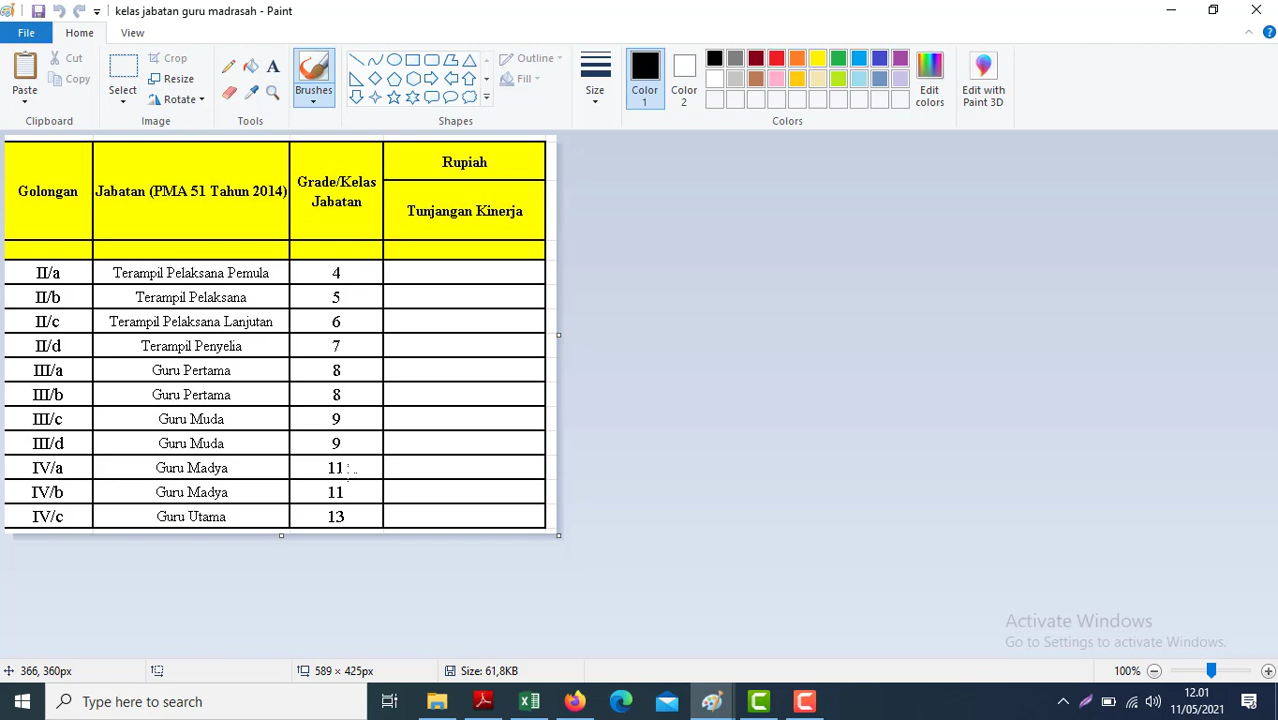 kelas jabatan guru madrasah - Paint
File Home View
Paste Cut Copy
Clipboard
Select Crop Resize Rotate
Image
A
Tools
Brushes
Shapes
Outline Fill
Size
Color 1
Color 2
Edit colors
Colors
Edit with Paint 3D
Golongan Jabatan (PMA 51 Tahun 2014) Grade/Kelas Jabatan Rupiah
Tunjangan Kinerja
II/a Terampil Pelaksana Pemula 4
II/b Terampil Pelaksana 5
II/c Terampil Pelaksana Lanjutan 6
II/d Terampil Penyelia 7
III/a Guru Pertama 8
III/b Guru Pertama 8
III/c Guru Muda 9
III/d Guru Muda 9
IV/a Guru Madya 11
IV/b Guru Madya 11
IV/c Guru Utama 13
Activate Windows
Go to Settings to activate Windows.
366, 360px 589 × 425px Size: 61,8KB 100%
Type here to search
12.01
11/05/2021